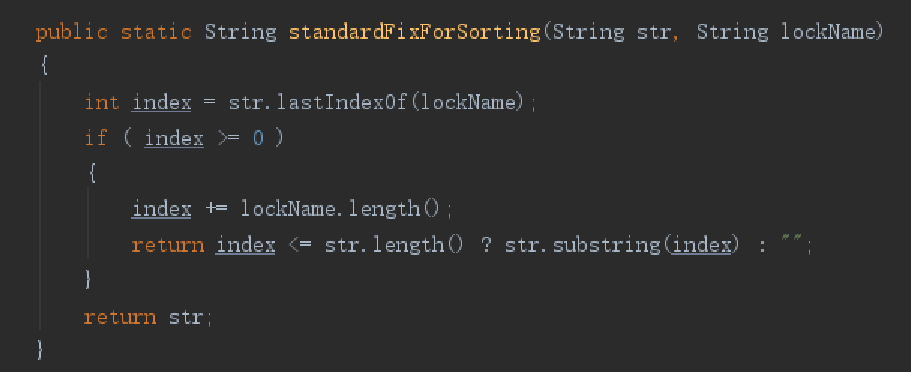 public static String standardFixForSorting(String str, String lockName)
{
int index = str.lastIndexOf(lockName);
if ( index >= 0 )
{
index += lockName.length();
return index <= str.length() ? str.substring(index) : "";
}
return str;
}